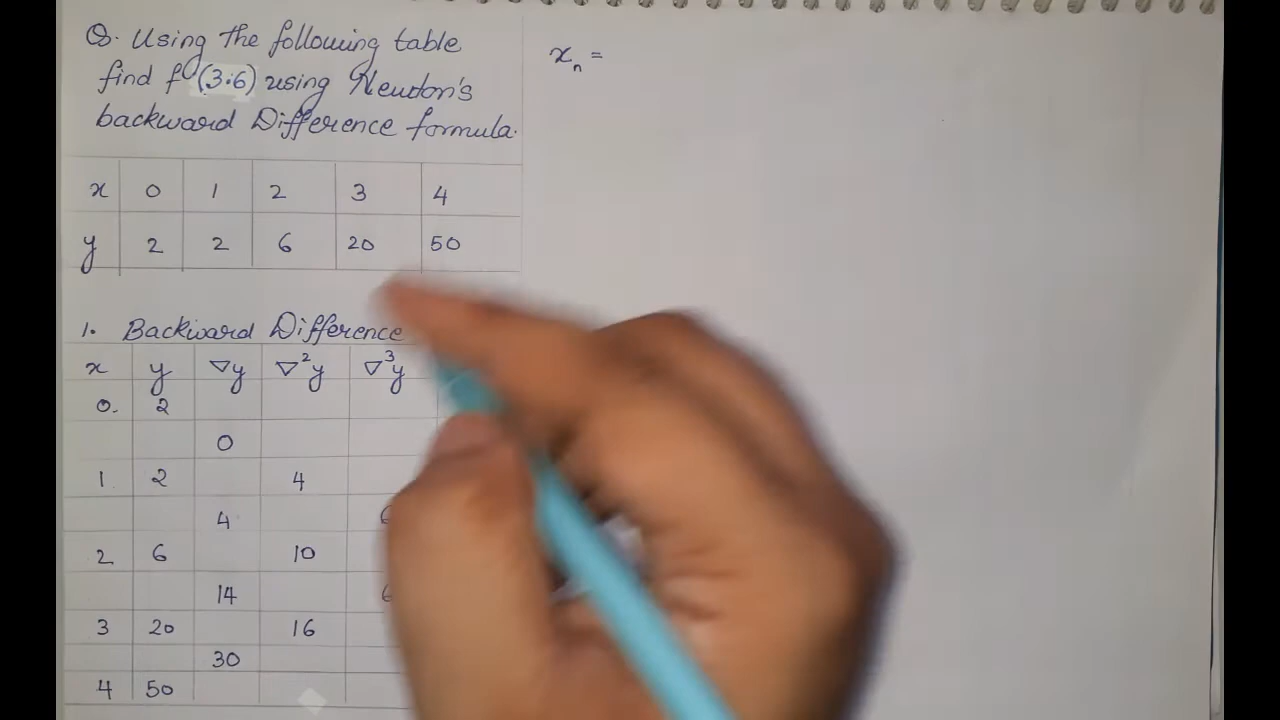 Q. Using the following table
find f (3.6) using Newton's
backward Difference formula.
x 0 1 2 3 4
y 2 2 6 20 50
1. Backward Difference
x y ∇y ∇²y ∇³y
0. 2
0
1. 2 4
4 6
2 6 10
14 6
3 20 16
30
4 50
xₙ =